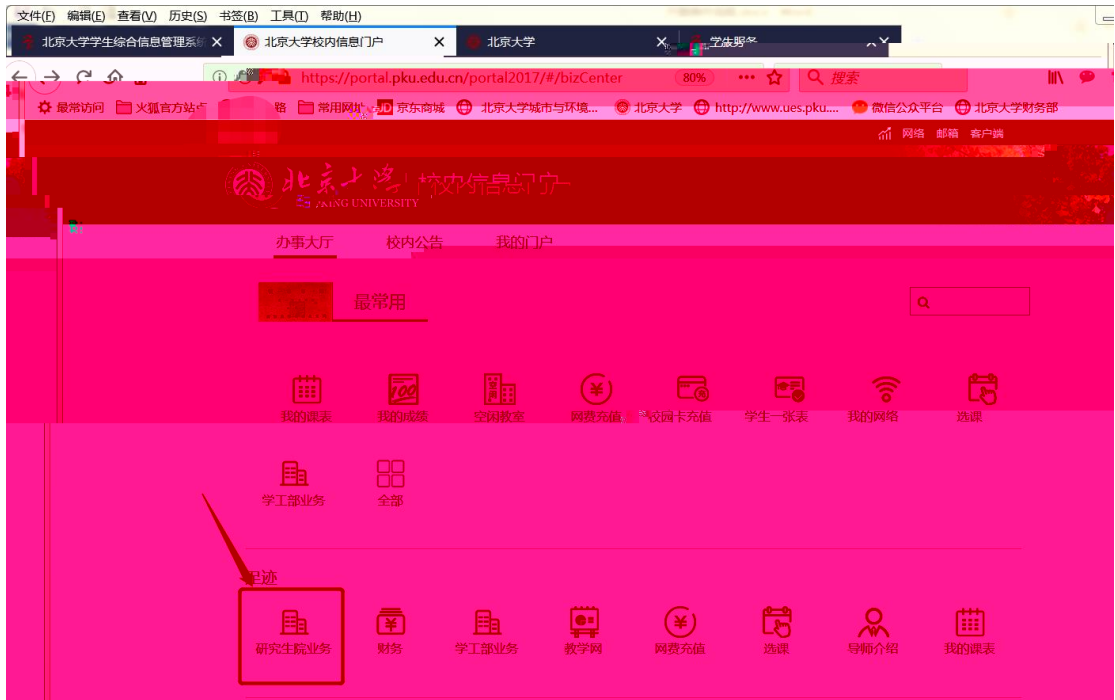 文件(F) 编辑(E) 查看(V) 历史(S) 书签(B) 工具(T) 帮助(H)
北京大学学生综合信息管理系统 北京大学校内信息门户 北京大学
https://portal.pku.edu.cn/portal2017/#/bizCenter 80% 搜索
最常访问 火狐官方站点 常用网址 JD 京东商城 北京大学城市与环境... 北京大学 http://www.ues.pku.... 微信公众平台 北京大学财务部
网络 邮箱 客户端
北京大学 校内信息门户
UNIVERSITY
办事大厅 校内公告 我的门户
最常用
我的课表 我的成绩 空闲教室 网费充值 校园卡充值 学生一张表 我的网络 选课
学工部业务 全部
足迹
研究生院业务 财务 学工部业务 教学网 网费充值 选课 导师介绍 我的课表